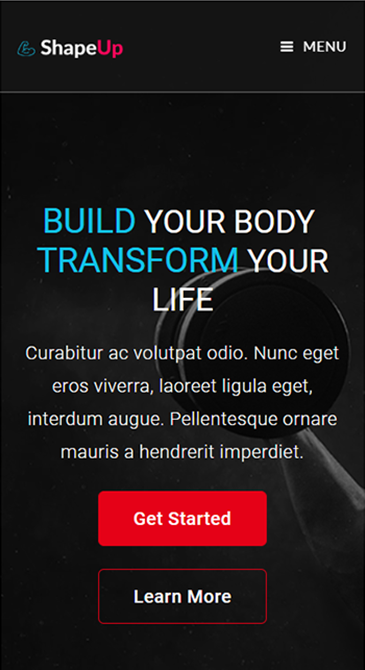 ShapeUp
MENU
BUILD YOUR BODY
TRANSFORM YOUR
LIFE
Curabitur ac volutpat odio. Nunc eget
eros viverra, laoreet ligula eget,
interdum augue. Pellentesque ornare
mauris a hendrerit imperdiet.
Get Started
Learn More